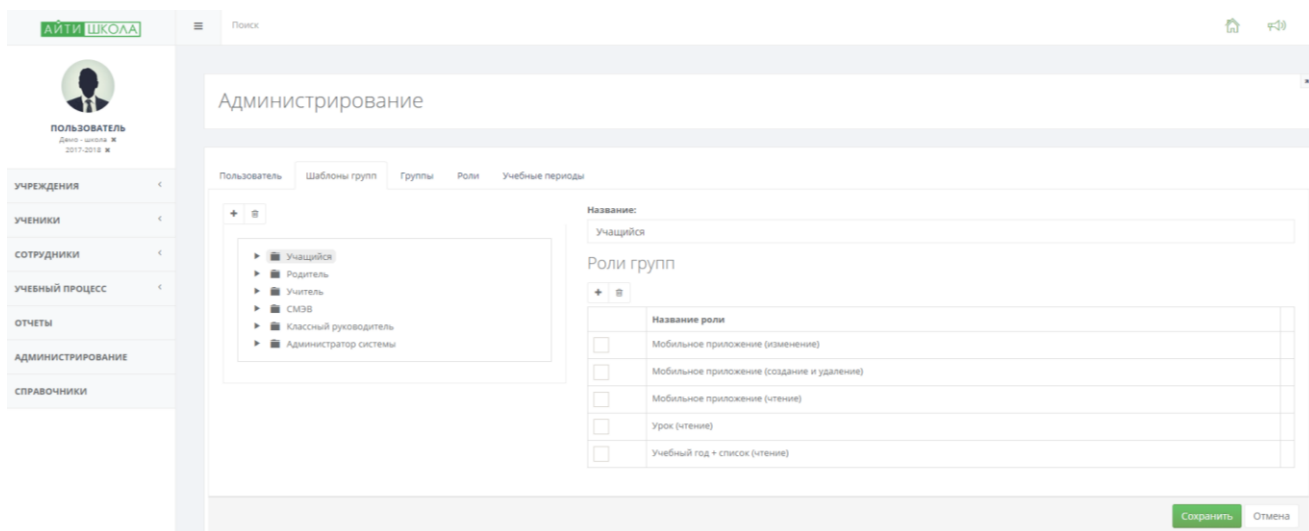 АЙТИ ШКОЛА
Поиск
ПОЛЬЗОВАТЕЛЬ
Демо - школа ×
2017-2018 ×
УЧРЕЖДЕНИЯ
УЧЕНИКИ
СОТРУДНИКИ
УЧЕБНЫЙ ПРОЦЕСС
ОТЧЕТЫ
АДМИНИСТРИРОВАНИЕ
СПРАВОЧНИКИ
Администрирование
Пользователь Шаблоны групп Группы Роли Учебные периоды
Учащийся
Родитель
Учитель
СМЭВ
Классный руководитель
Администратор системы
Название:
Учащийся
Роли групп
Название роли
Мобильное приложение (изменение)
Мобильное приложение (создание и удаление)
Мобильное приложение (чтение)
Урок (чтение)
Учебный год + список (чтение)
Сохранить Отмена